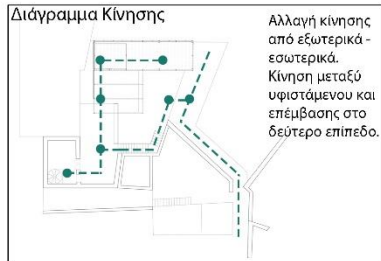 Διάγραμμα Κίνησης
Αλλαγή κίνησης
από εξωτερικά -
εσωτερικά.
Κίνηση μεταξύ
υφιστάμενου και
επέμβασης στο
δεύτερο επίπεδο.